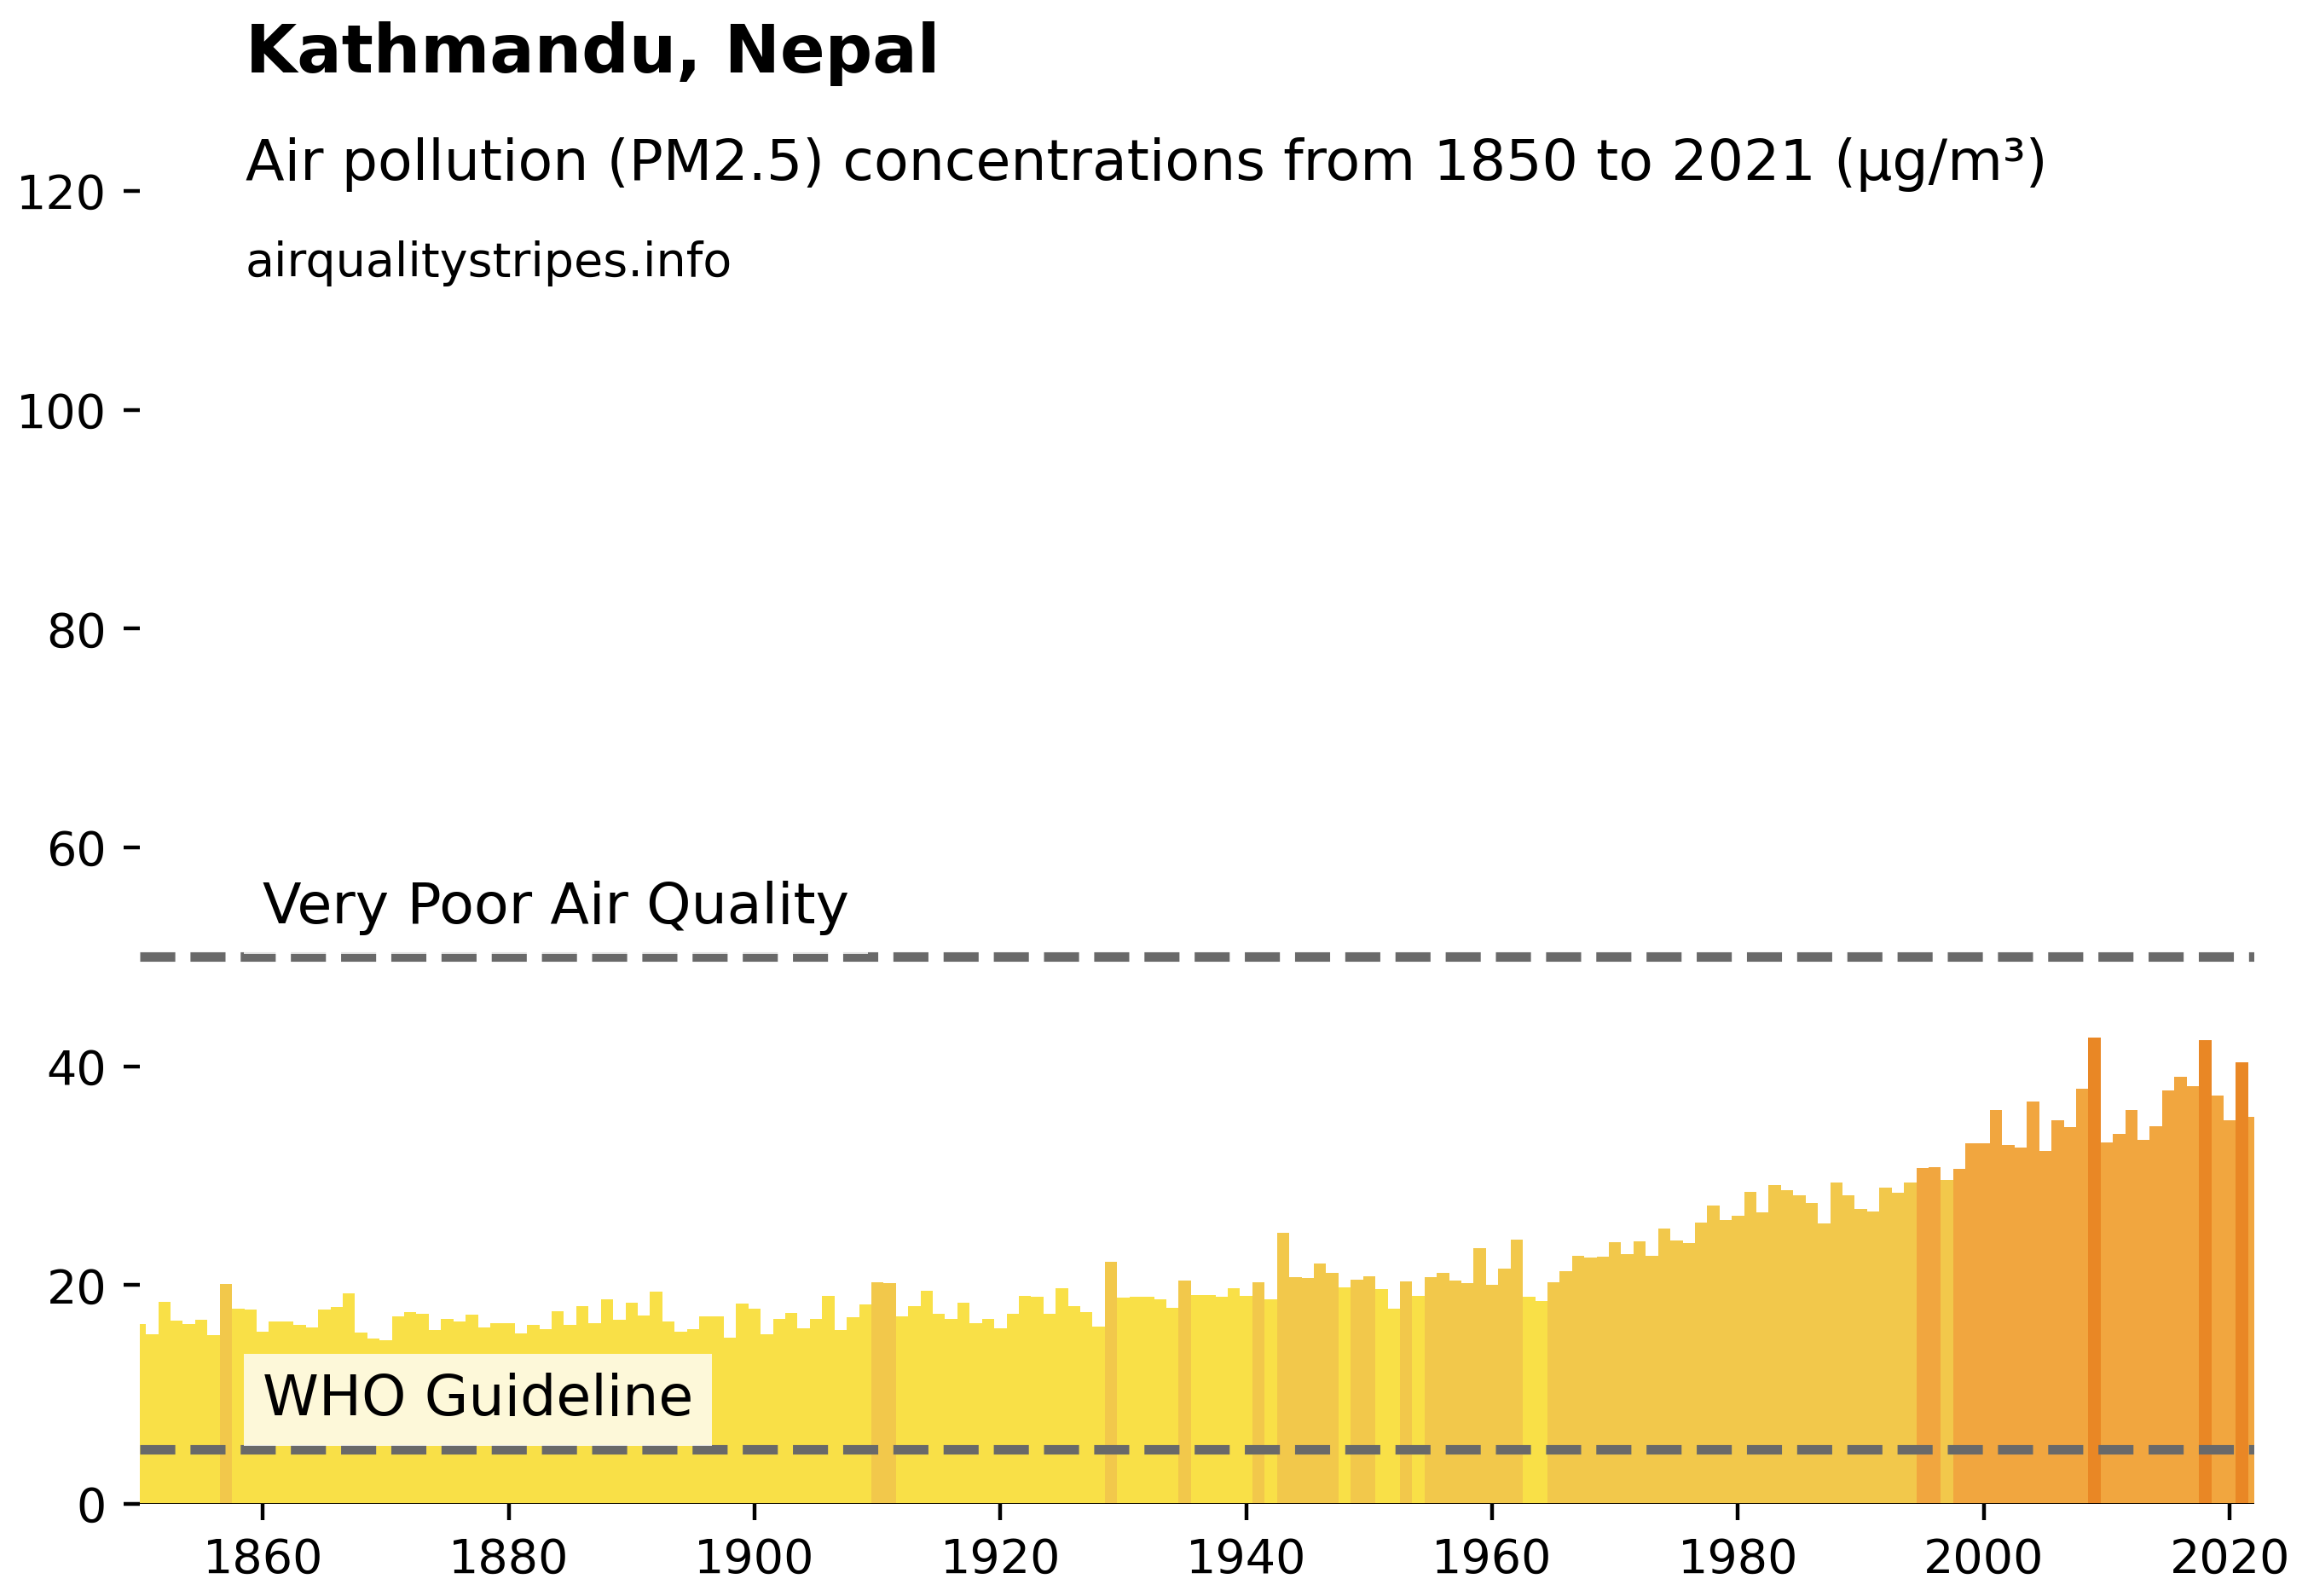 Kathmandu, Nepal
Air pollution (PM2.5) concentrations from 1850 to 2021 (µg/m³)
airqualitystripes.info
120
100
80
60
Very Poor Air Quality
40
20
WHO Guideline
0
1860 1880 1900 1920 1940 1960 1980 2000 2020